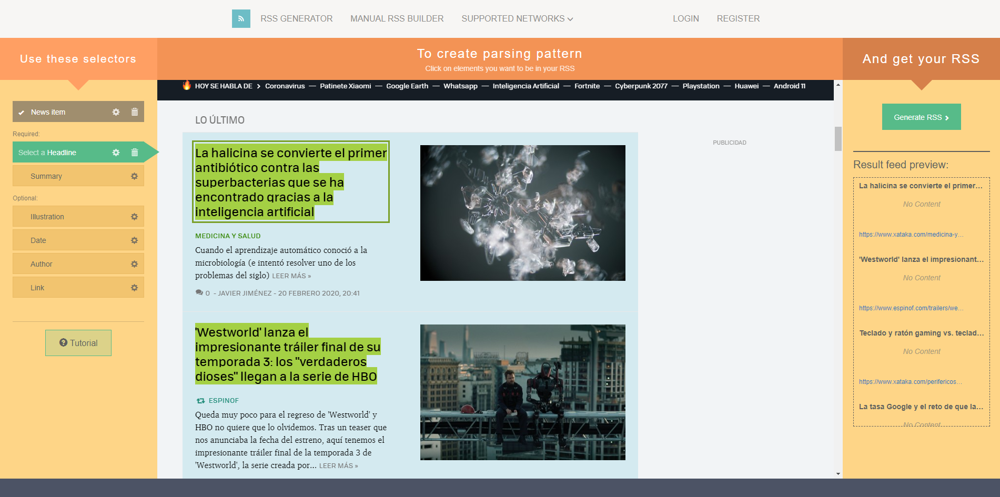 RSS GENERATOR
MANUAL RSS BUILDER
SUPPORTED NETWORKS
LOGIN
REGISTER
Use these selectors
To create parsing pattern
Click on elements you want to be in your RSS
And get your RSS
News item
Required:
Select a Headline
Summary
Optional:
Illustration
Date
Author
Link
Tutorial
HOY SE HABLA DE > Coronavirus — Patinete Xiaomi — Google Earth — Whatsapp — Inteligencia Artificial — Fortnite — Cyberpunk 2077 — Playstation — Huawei — Android 11
LO ÚLTIMO
La halicina se convierte el primer
antibiótico contra las
superbacterias que se ha
encontrado gracias a la
inteligencia artificial
MEDICINA Y SALUD
Cuando el aprendizaje automático conoció a la
microbiología (e intentó resolver uno de los
problemas del siglo) LEER MÁS »
0 - JAVIER JIMÉNEZ - 20 FEBRERO 2020, 20:41
'Westworld' lanza el
impresionante tráiler final de su
temporada 3: los "verdaderos
dioses" llegan a la serie de HBO
ESPINOF
Queda muy poco para el regreso de 'Westworld' y
HBO no quiere que lo olvidemos. Tras un teaser que
nos anunciaba la fecha del estreno, aquí tenemos el
impresionante tráiler final de la temporada 3 de
'Westworld', la serie creada por... LEER MÁS »
PUBLICIDAD
Generate RSS >
Result feed preview:
La halicina se convierte el primer...
No Content
https://www.xataka.com/medicina-y...
'Westworld' lanza el impresionant...
No Content
https://www.espinof.com/trailers/we...
Teclado y ratón gaming vs. teclad...
No Content
https://www.xataka.com/perifericos...
La tasa Google y el reto de que la...
No Content